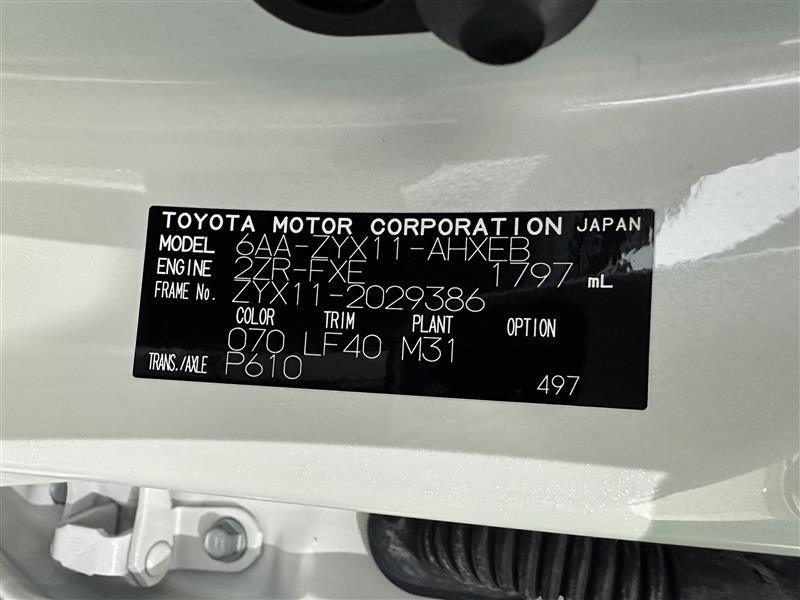 TOYOTA MOTOR CORPORATION JAPAN
MODEL 6AA-ZYX11-AHXEB
ENGINE 2ZR-FXE 1797 mL
FRAME No. ZYX11-2029386
COLOR TRIM PLANT OPTION
070 LF40 M31
TRANS./AXLE P610
497